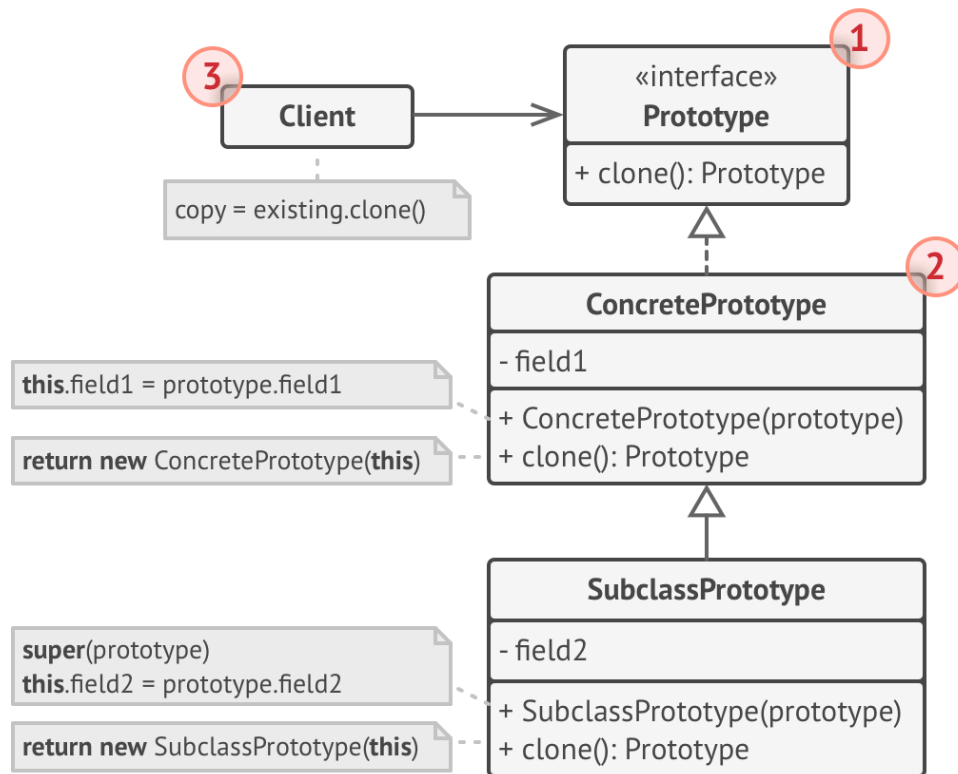 1
«interface»
Prototype
+ clone(): Prototype
3
Client
copy = existing.clone()
2
ConcretePrototype
- field1
+ ConcretePrototype(prototype)
+ clone(): Prototype
this.field1 = prototype.field1
return new ConcretePrototype(this)
SubclassPrototype
- field2
+ SubclassPrototype(prototype)
+ clone(): Prototype
super(prototype)
this.field2 = prototype.field2
return new SubclassPrototype(this)